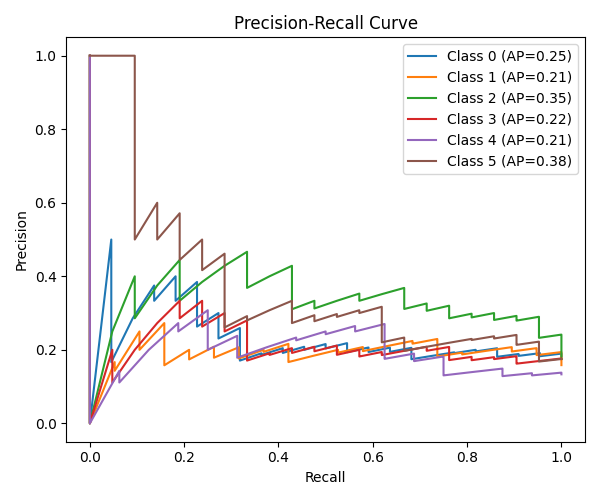 Precision-Recall Curve
Class 0 (AP=0.25)
Class 1 (AP=0.21)
Class 2 (AP=0.35)
Class 3 (AP=0.22)
Class 4 (AP=0.21)
Class 5 (AP=0.38)
Precision
1.0
0.8
0.6
0.4
0.2
0.0
0.0 0.2 0.4 0.6 0.8 1.0
Recall